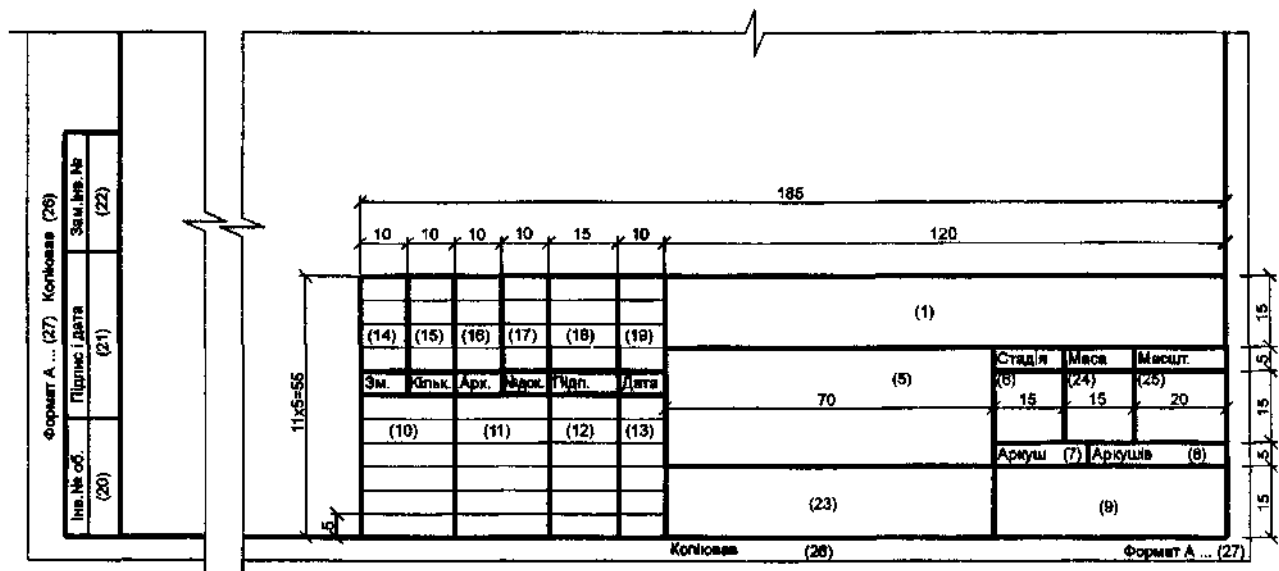 185
10 10 10 10 15 10 120
(1) 15
(14) (15) (16) (17) (18) (19)
Стадія Маса Масшт. 5
Зм. Кільк. Арк. №док. Підп. Дата (5) (6) (24) (25)
11x5=55 70 15 15 20 15
(10) (11) (12) (13)
Аркуш (7) Аркушів (8) 5
5 (23) (9) 15
Копіював (26) Формат А ... (27)
Формат А ... (27) Копіював (26)
Інв.№ об. Підпис і дата Зам.Інв.№
(20) (21) (22)